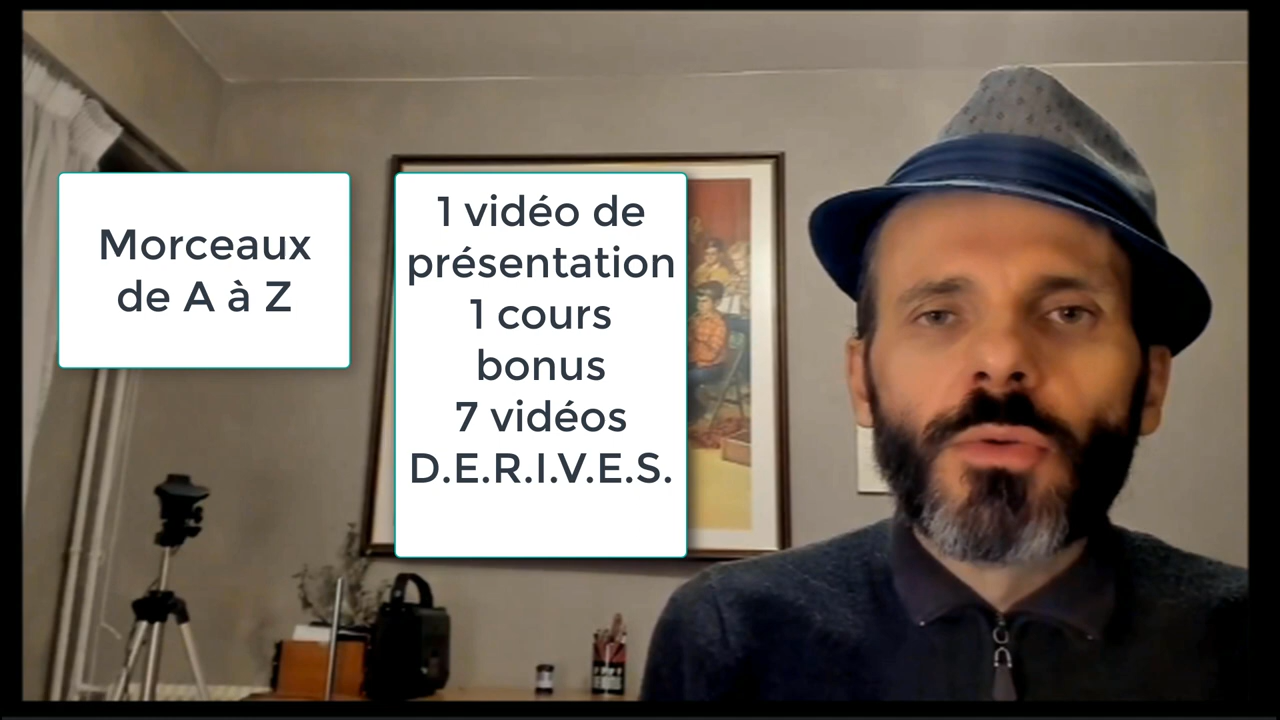 Morceaux
de A à Z
1 vidéo de
présentation
1 cours
bonus
7 vidéos
D.E.R.I.V.E.S.